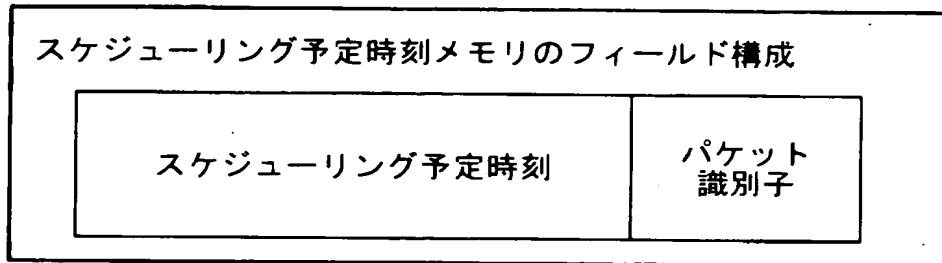 スケジューリング予定時刻メモリのフィールド構成
スケジューリング予定時刻
パケット
識別子